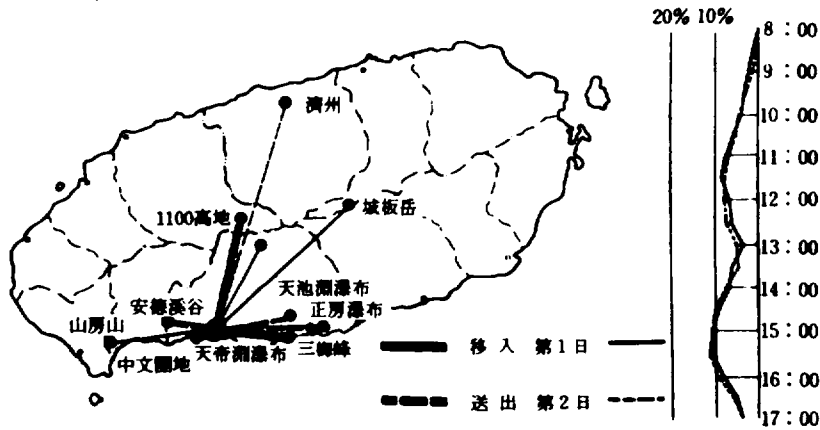 20% 10%
8：00
9：00
10：00
11：00
12：00
13：00
14：00
15：00
16：00
17：00
済州
1100高地
城板岳
天池淵瀑布
安徳渓谷
正房瀑布
山房山
三梅峰
中文團地
天帝淵瀑布
移入 第1日
送出 第2日